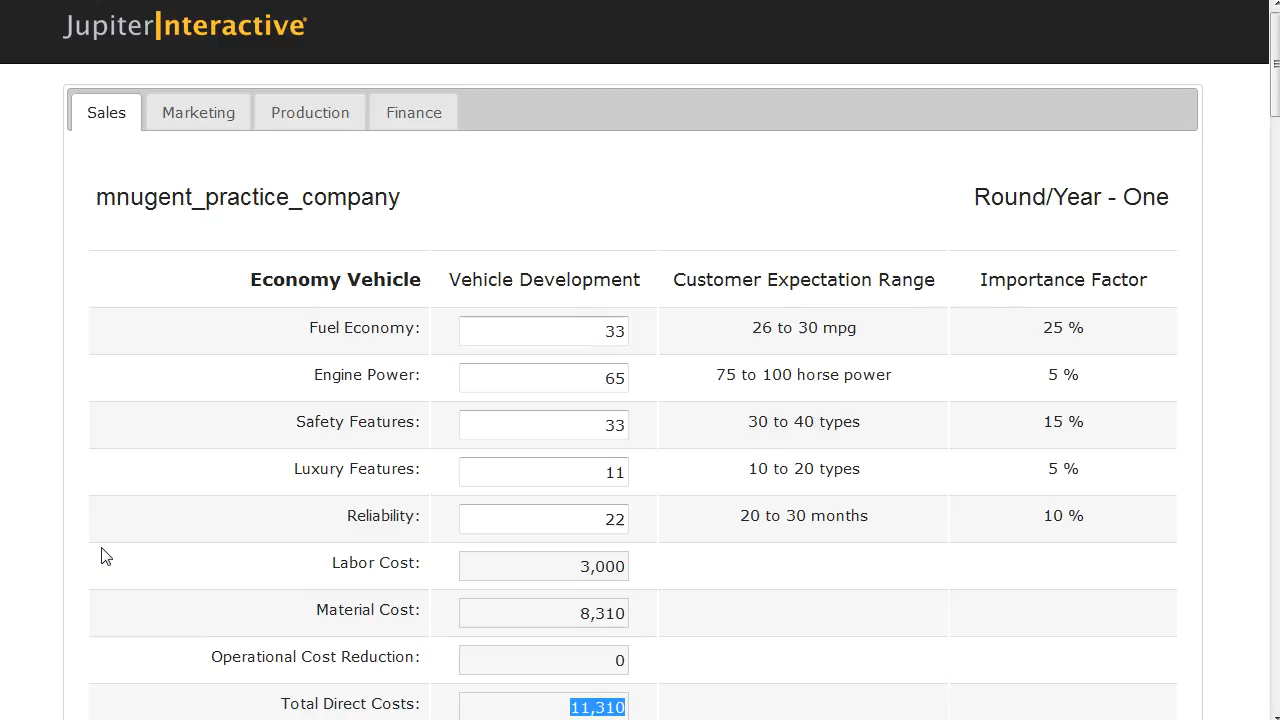 Jupiter Interactive
Sales Marketing Production Finance
mnugent_practice_company Round/Year - One
Economy Vehicle Vehicle Development Customer Expectation Range Importance Factor
Fuel Economy: 33 26 to 30 mpg 25 %
Engine Power: 65 75 to 100 horse power 5 %
Safety Features: 33 30 to 40 types 15 %
Luxury Features: 11 10 to 20 types 5 %
Reliability: 22 20 to 30 months 10 %
Labor Cost: 3,000
Material Cost: 8,310
Operational Cost Reduction: 0
Total Direct Costs: 11,310